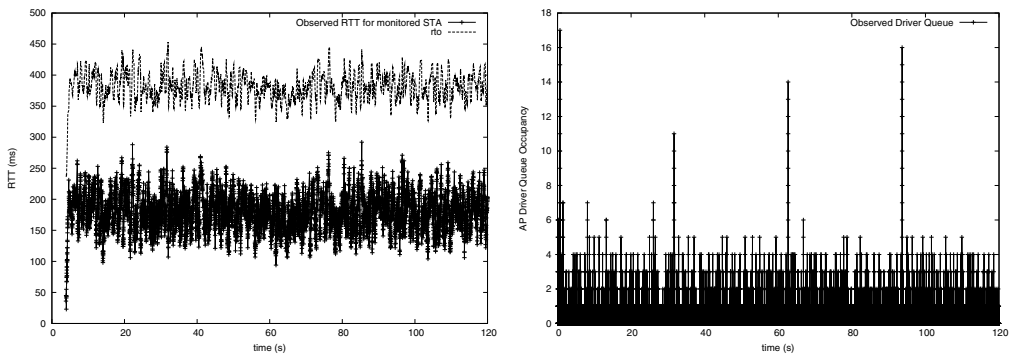 500
450
400
350
300
250
200
150
100
50
0
0 20 40 60 80 100 120
RTT (ms)
time (s)
Observed RTT for monitored STA
rto
18
16
14
12
10
8
6
4
2
0
0 20 40 60 80 100 120
AP Driver Queue Occupancy
time (s)
Observed Driver Queue